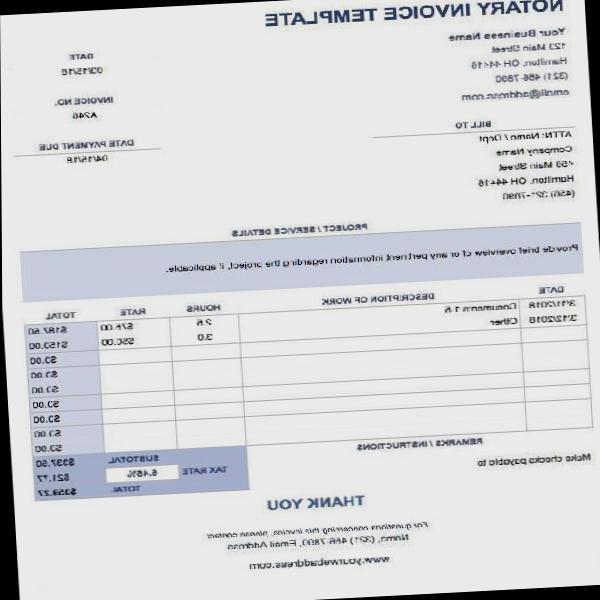 NOTARY INVOICE TEMPLATE
Your Business Name
123 Main Street
Hamilton, OH 44416
(321) 456-7890
email@address.com
DATE
03/15/18
INVOICE NO.
A246
DATE PAYMENT DUE
04/15/18
BILL TO
ATTN: Name / Dept
Company Name
459 Main Street
Hamilton, OH 44416
(456) 321-7890
PROJECT / SERVICE DETAILS
Provide brief overview of or any pertinent information regarding the project, if applicable.
DATE DESCRIPTION OF WORK HOURS RATE TOTAL
3/11/2018 Documents 1-5 2.5 $75.00 $187.50
3/12/2018 Other 3.0 $50.00 $150.00
$0.00
$0.00
$0.00
$0.00
$0.00
$0.00
$0.00
REMARKS / INSTRUCTIONS SUBTOTAL $337.50
Make checks payable to TAX RATE 6.45% $21.77
TOTAL $359.27
THANK YOU
For questions concerning this invoice, please contact
Name, (321) 456-7890, Email Address
www.yourwebaddress.com